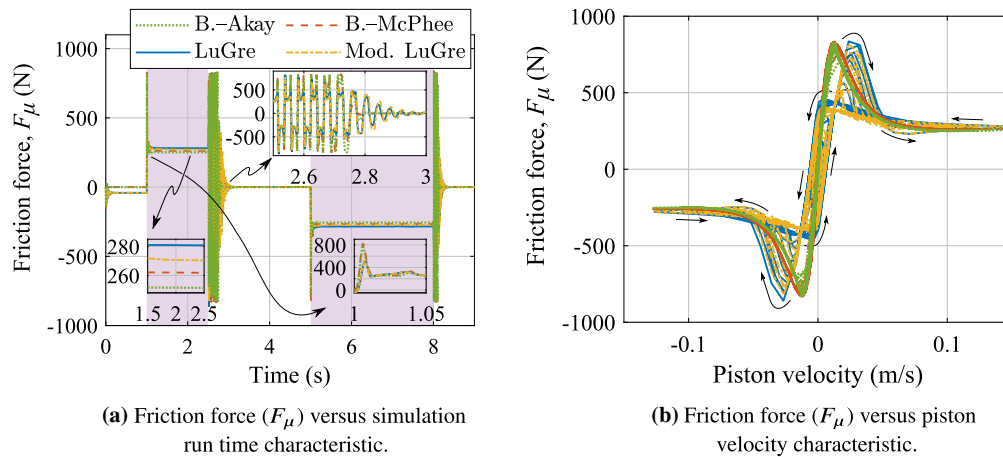 B.–Akay
B.–McPhee
LuGre
Mod. LuGre
1000
500
0
-500
-1000
Friction force, Fμ (N)
500
0
-500
2.6
2.8
3
280
260
1.5
2
2.5
800
400
0
1
1.05
0
2
4
6
8
Time (s)
(a) Friction force (Fμ) versus simulation
run time characteristic.
1000
500
0
-500
-1000
Friction force, Fμ (N)
-0.1
0
0.1
Piston velocity (m/s)
(b) Friction force (Fμ) versus piston
velocity characteristic.